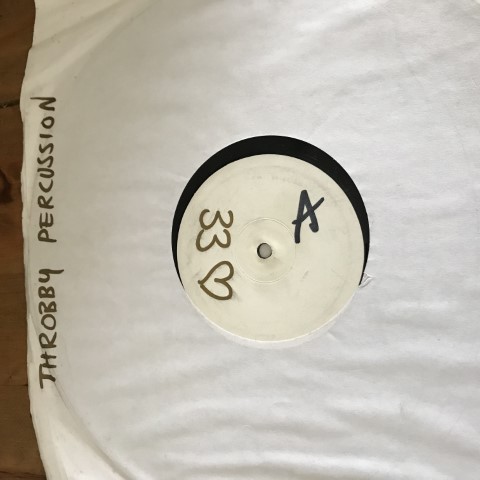 THROBBY PERCUSSION
A
33 ♡